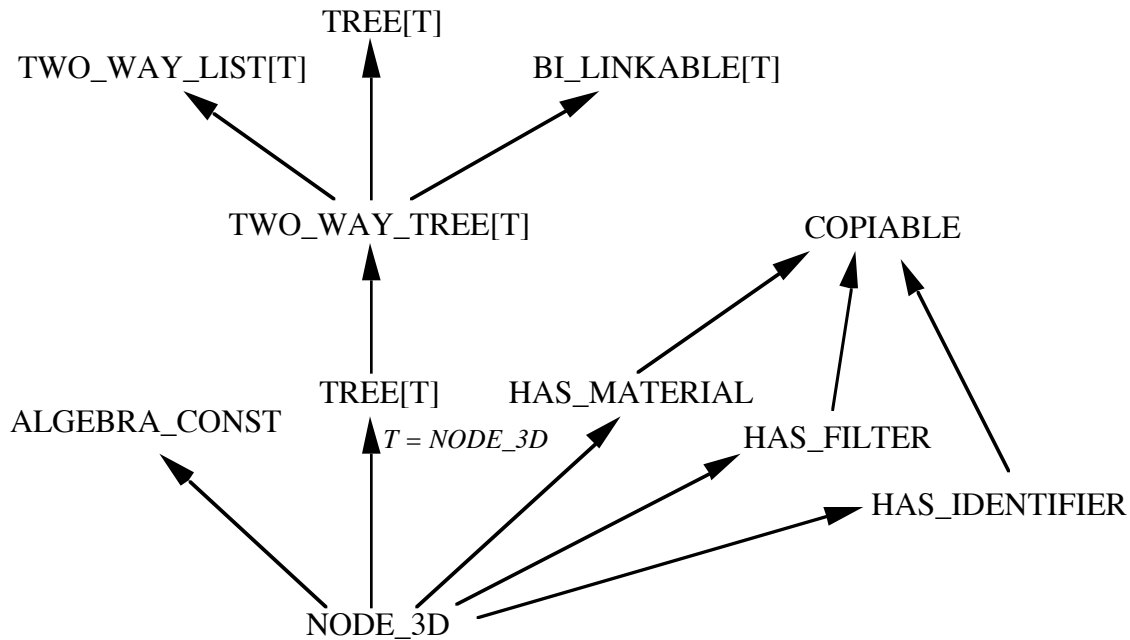 TREE[T]
TWO_WAY_LIST[T]
BI_LINKABLE[T]
TWO_WAY_TREE[T]
COPIABLE
TREE[T]
HAS_MATERIAL
ALGEBRA_CONST
T = NODE_3D
HAS_FILTER
HAS_IDENTIFIER
NODE_3D